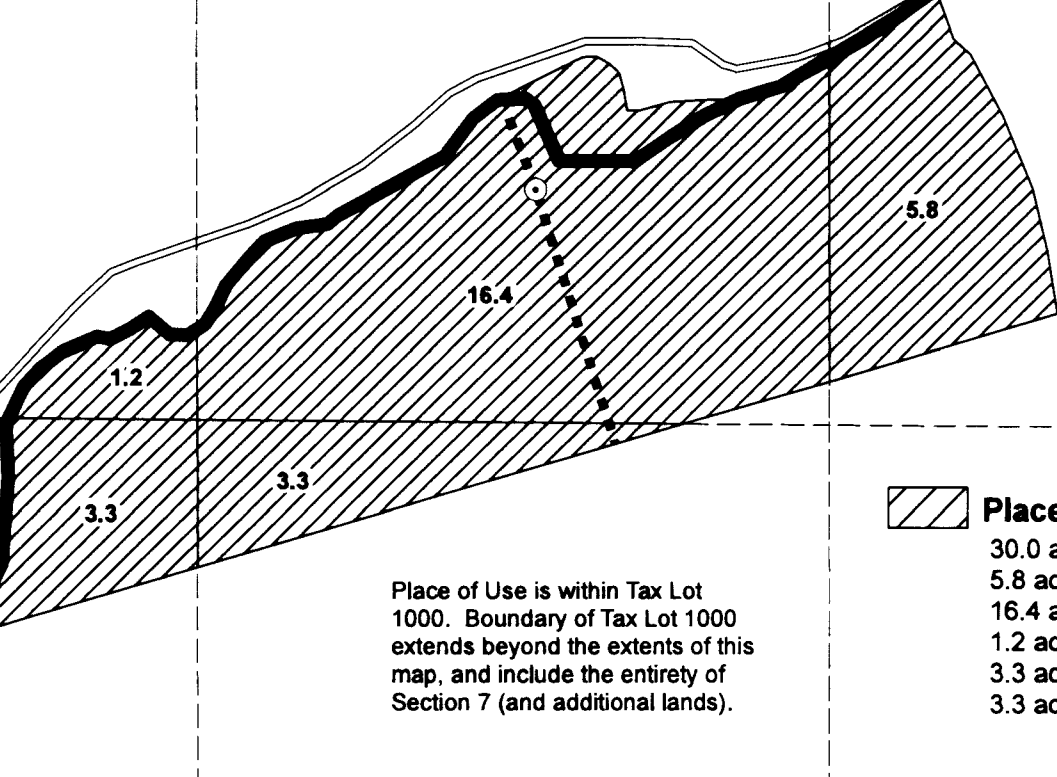 5.8
16.4
1.2
3.3
3.3
Place of Use is within Tax Lot
1000. Boundary of Tax Lot 1000
extends beyond the extents of this
map, and include the entirety of
Section 7 (and additional lands).
Place
30.0 a
5.8 ac
16.4 a
1.2 ac
3.3 ac
3.3 ac